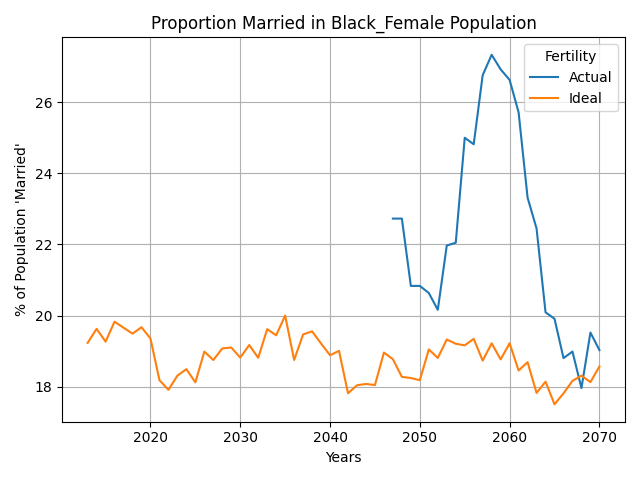 Proportion Married in Black_Female Population
Fertility
Actual
Ideal
% of Population 'Married'
26
24
22
20
18
2020 2030 2040 2050 2060 2070
Years